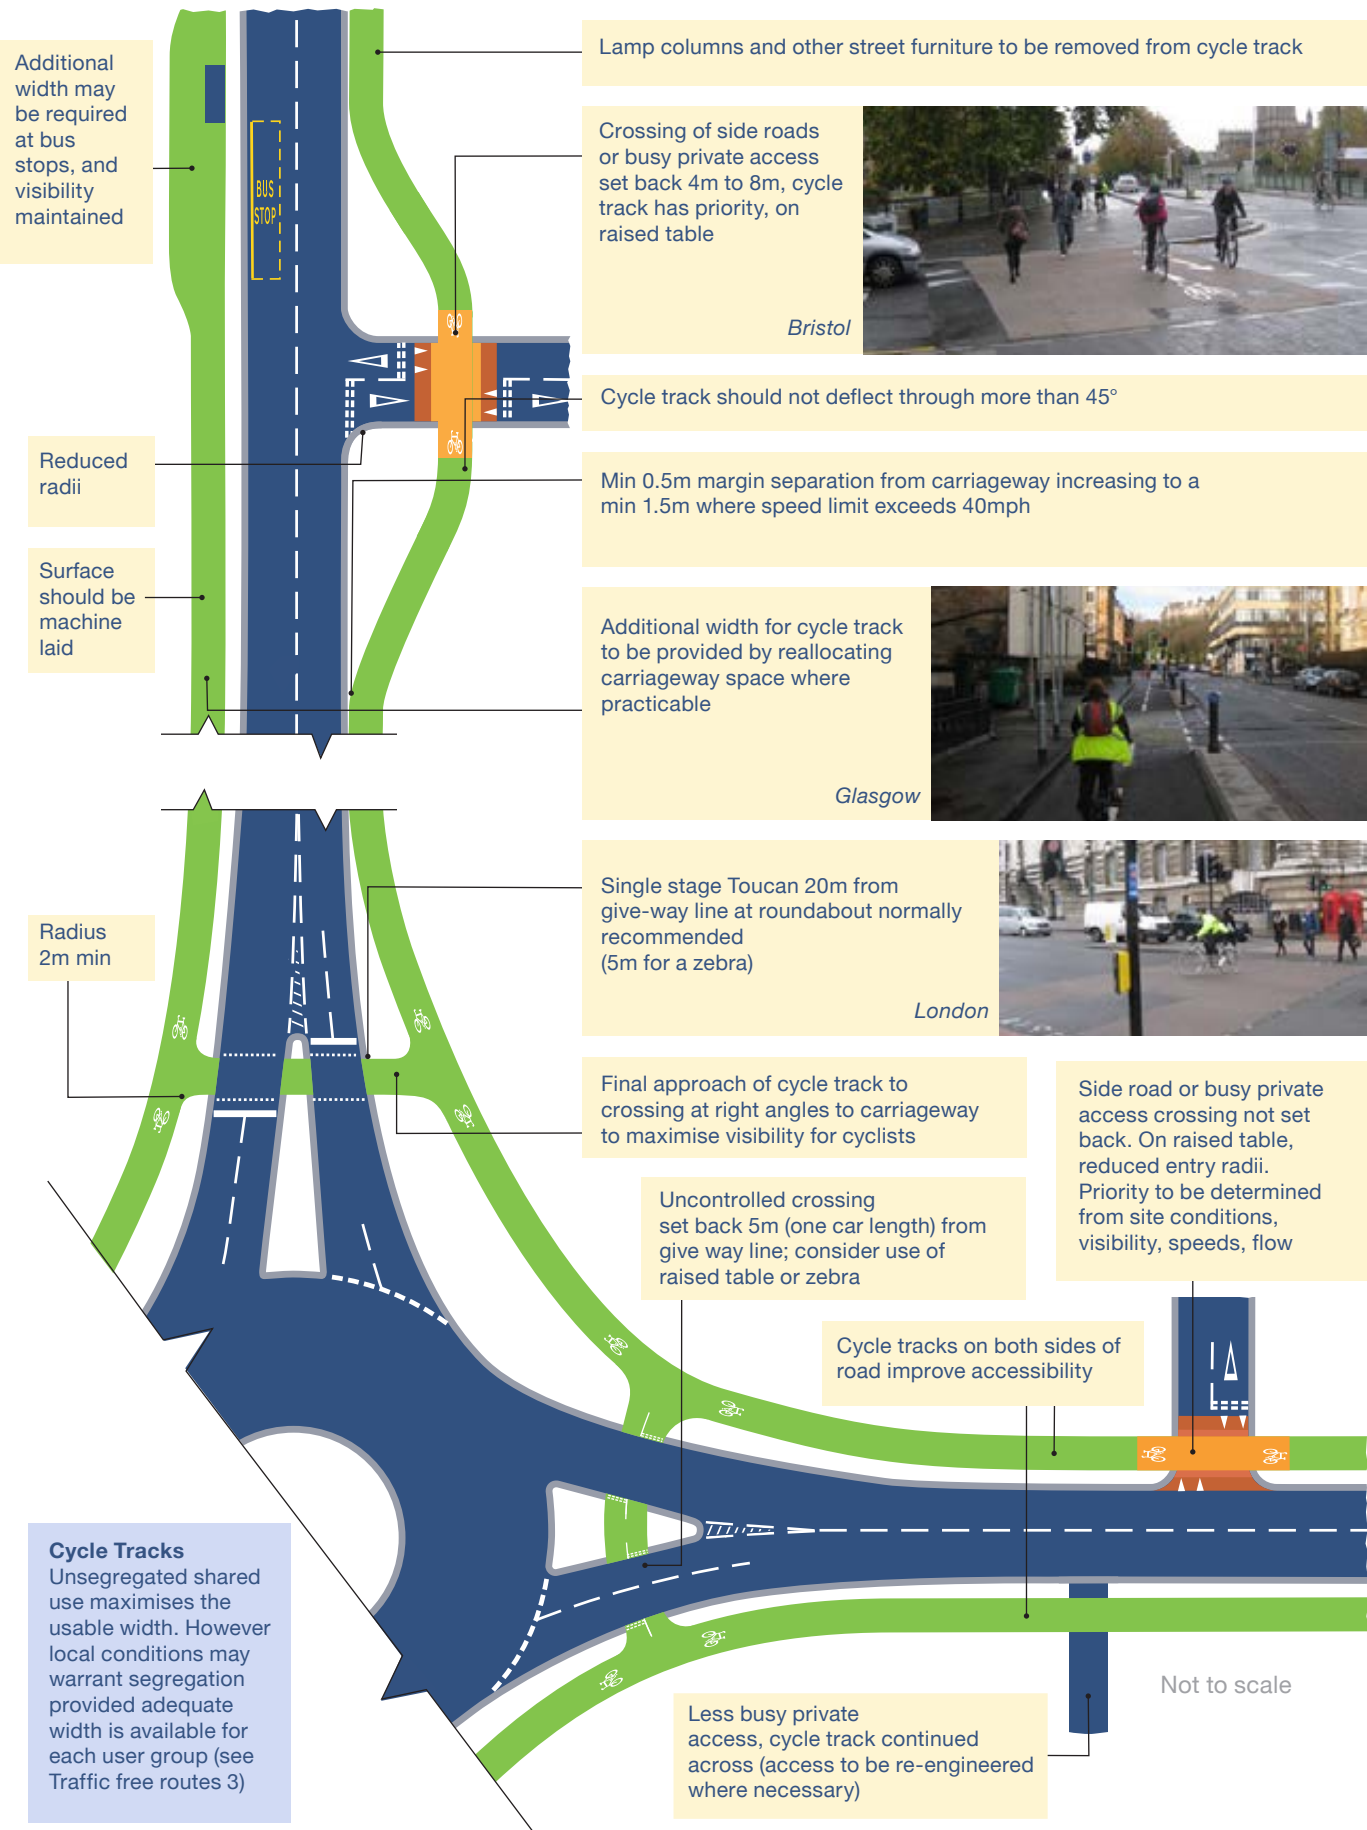 Additional
width may
be required
at bus
stops, and
visibility
maintained
Lamp columns and other street furniture to be removed from cycle track
Crossing of side roads
or busy private access
set back 4m to 8m, cycle
track has priority, on
raised table
Bristol
BUS
STOP
Cycle track should not deflect through more than 45°
Reduced
radii
Min 0.5m margin separation from carriageway increasing to a
min 1.5m where speed limit exceeds 40mph
Surface
should be
machine
laid
Additional width for cycle track
to be provided by reallocating
carriageway space where
practicable
Glasgow
Single stage Toucan 20m from
give-way line at roundabout normally
recommended
(5m for a zebra)
London
Radius
2m min
Final approach of cycle track to
crossing at right angles to carriageway
to maximise visibility for cyclists
Side road or busy private
access crossing not set
back. On raised table,
reduced entry radii.
Priority to be determined
from site conditions,
visibility, speeds, flow
Uncontrolled crossing
set back 5m (one car length) from
give way line; consider use of
raised table or zebra
Cycle tracks on both sides of
road improve accessibility
Cycle Tracks
Unsegregated shared
use maximises the
usable width. However
local conditions may
warrant segregation
provided adequate
width is available for
each user group (see
Traffic free routes 3)
Not to scale
Less busy private
access, cycle track continued
across (access to be re-engineered
where necessary)